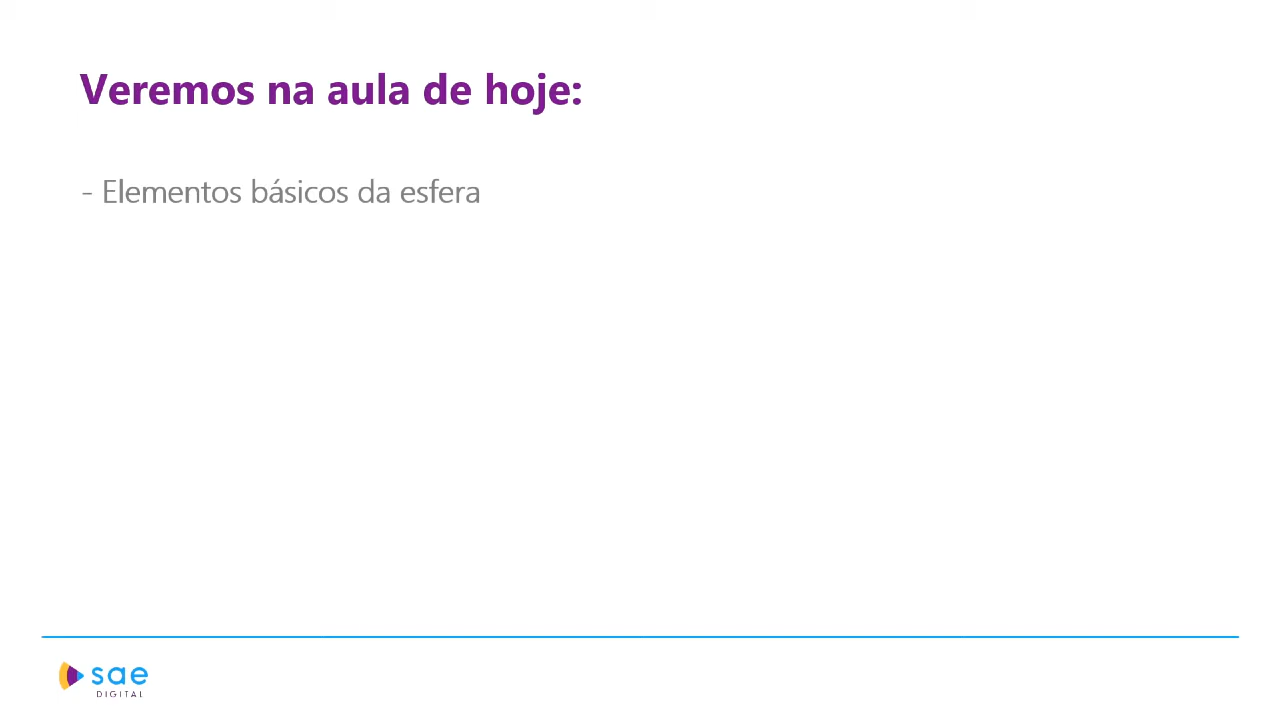 Veremos na aula de hoje:
- Elementos básicos da esfera
sae
DIGITAL